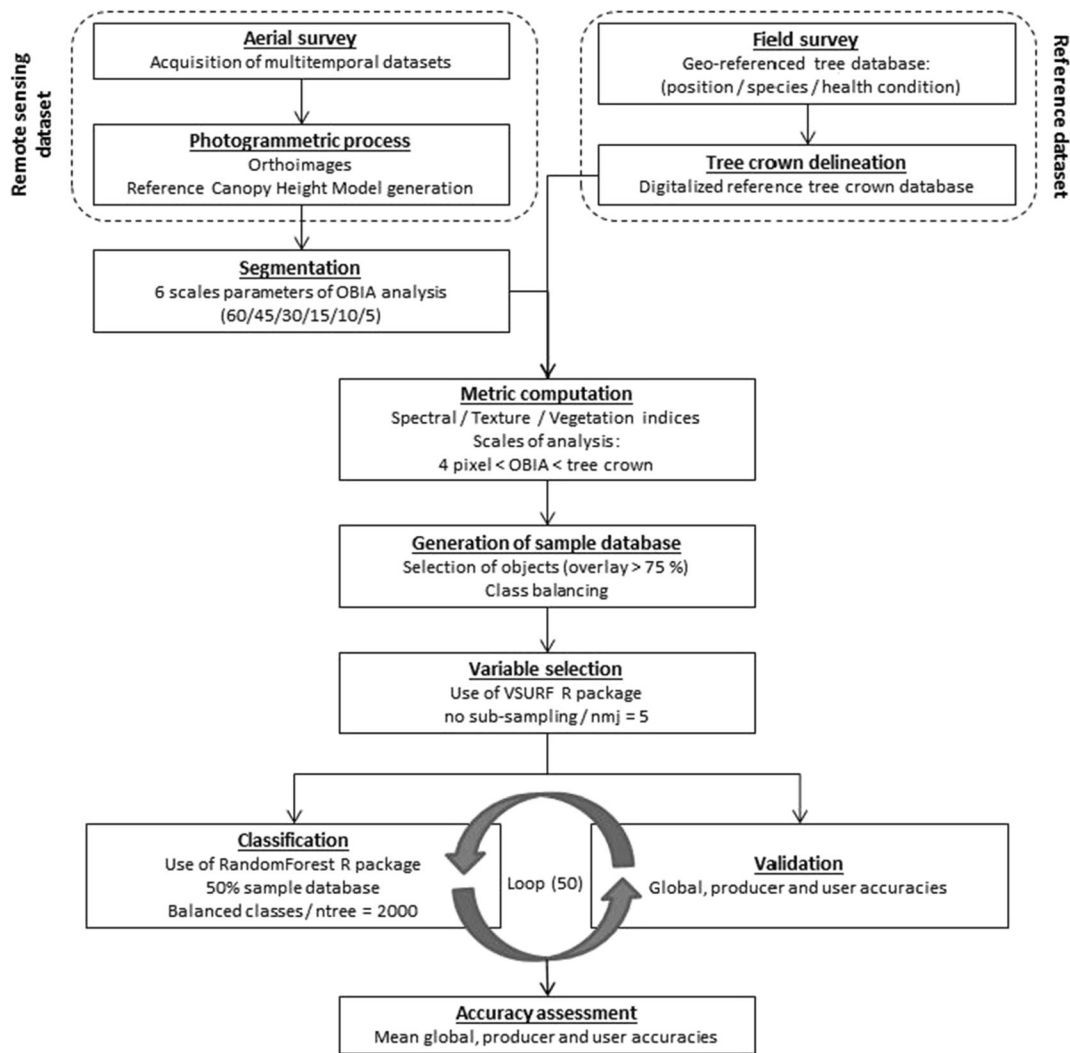 Remote sensing
dataset
Aerial survey
Acquisition of multitemporal datasets
Photogrammetric process
Orthoimages
Reference Canopy Height Model generation
Field survey
Geo-referenced tree database:
(position / species / health condition)
Tree crown delineation
Digitalized reference tree crown database
Reference dataset
Segmentation
6 scales parameters of OBIA analysis
(60/45/30/15/10/5)
Metric computation
Spectral / Texture / Vegetation indices
Scales of analysis:
4 pixel < OBIA < tree crown
Generation of sample database
Selection of objects (overlay > 75 %)
Class balancing
Variable selection
Use of VSURF R package
no sub-sampling / nmj = 5
Classification
Use of RandomForest R package
50% sample database
Balanced classes / ntree = 2000
Loop (50)
Validation
Global, producer and user accuracies
Accuracy assessment
Mean global, producer and user accuracies